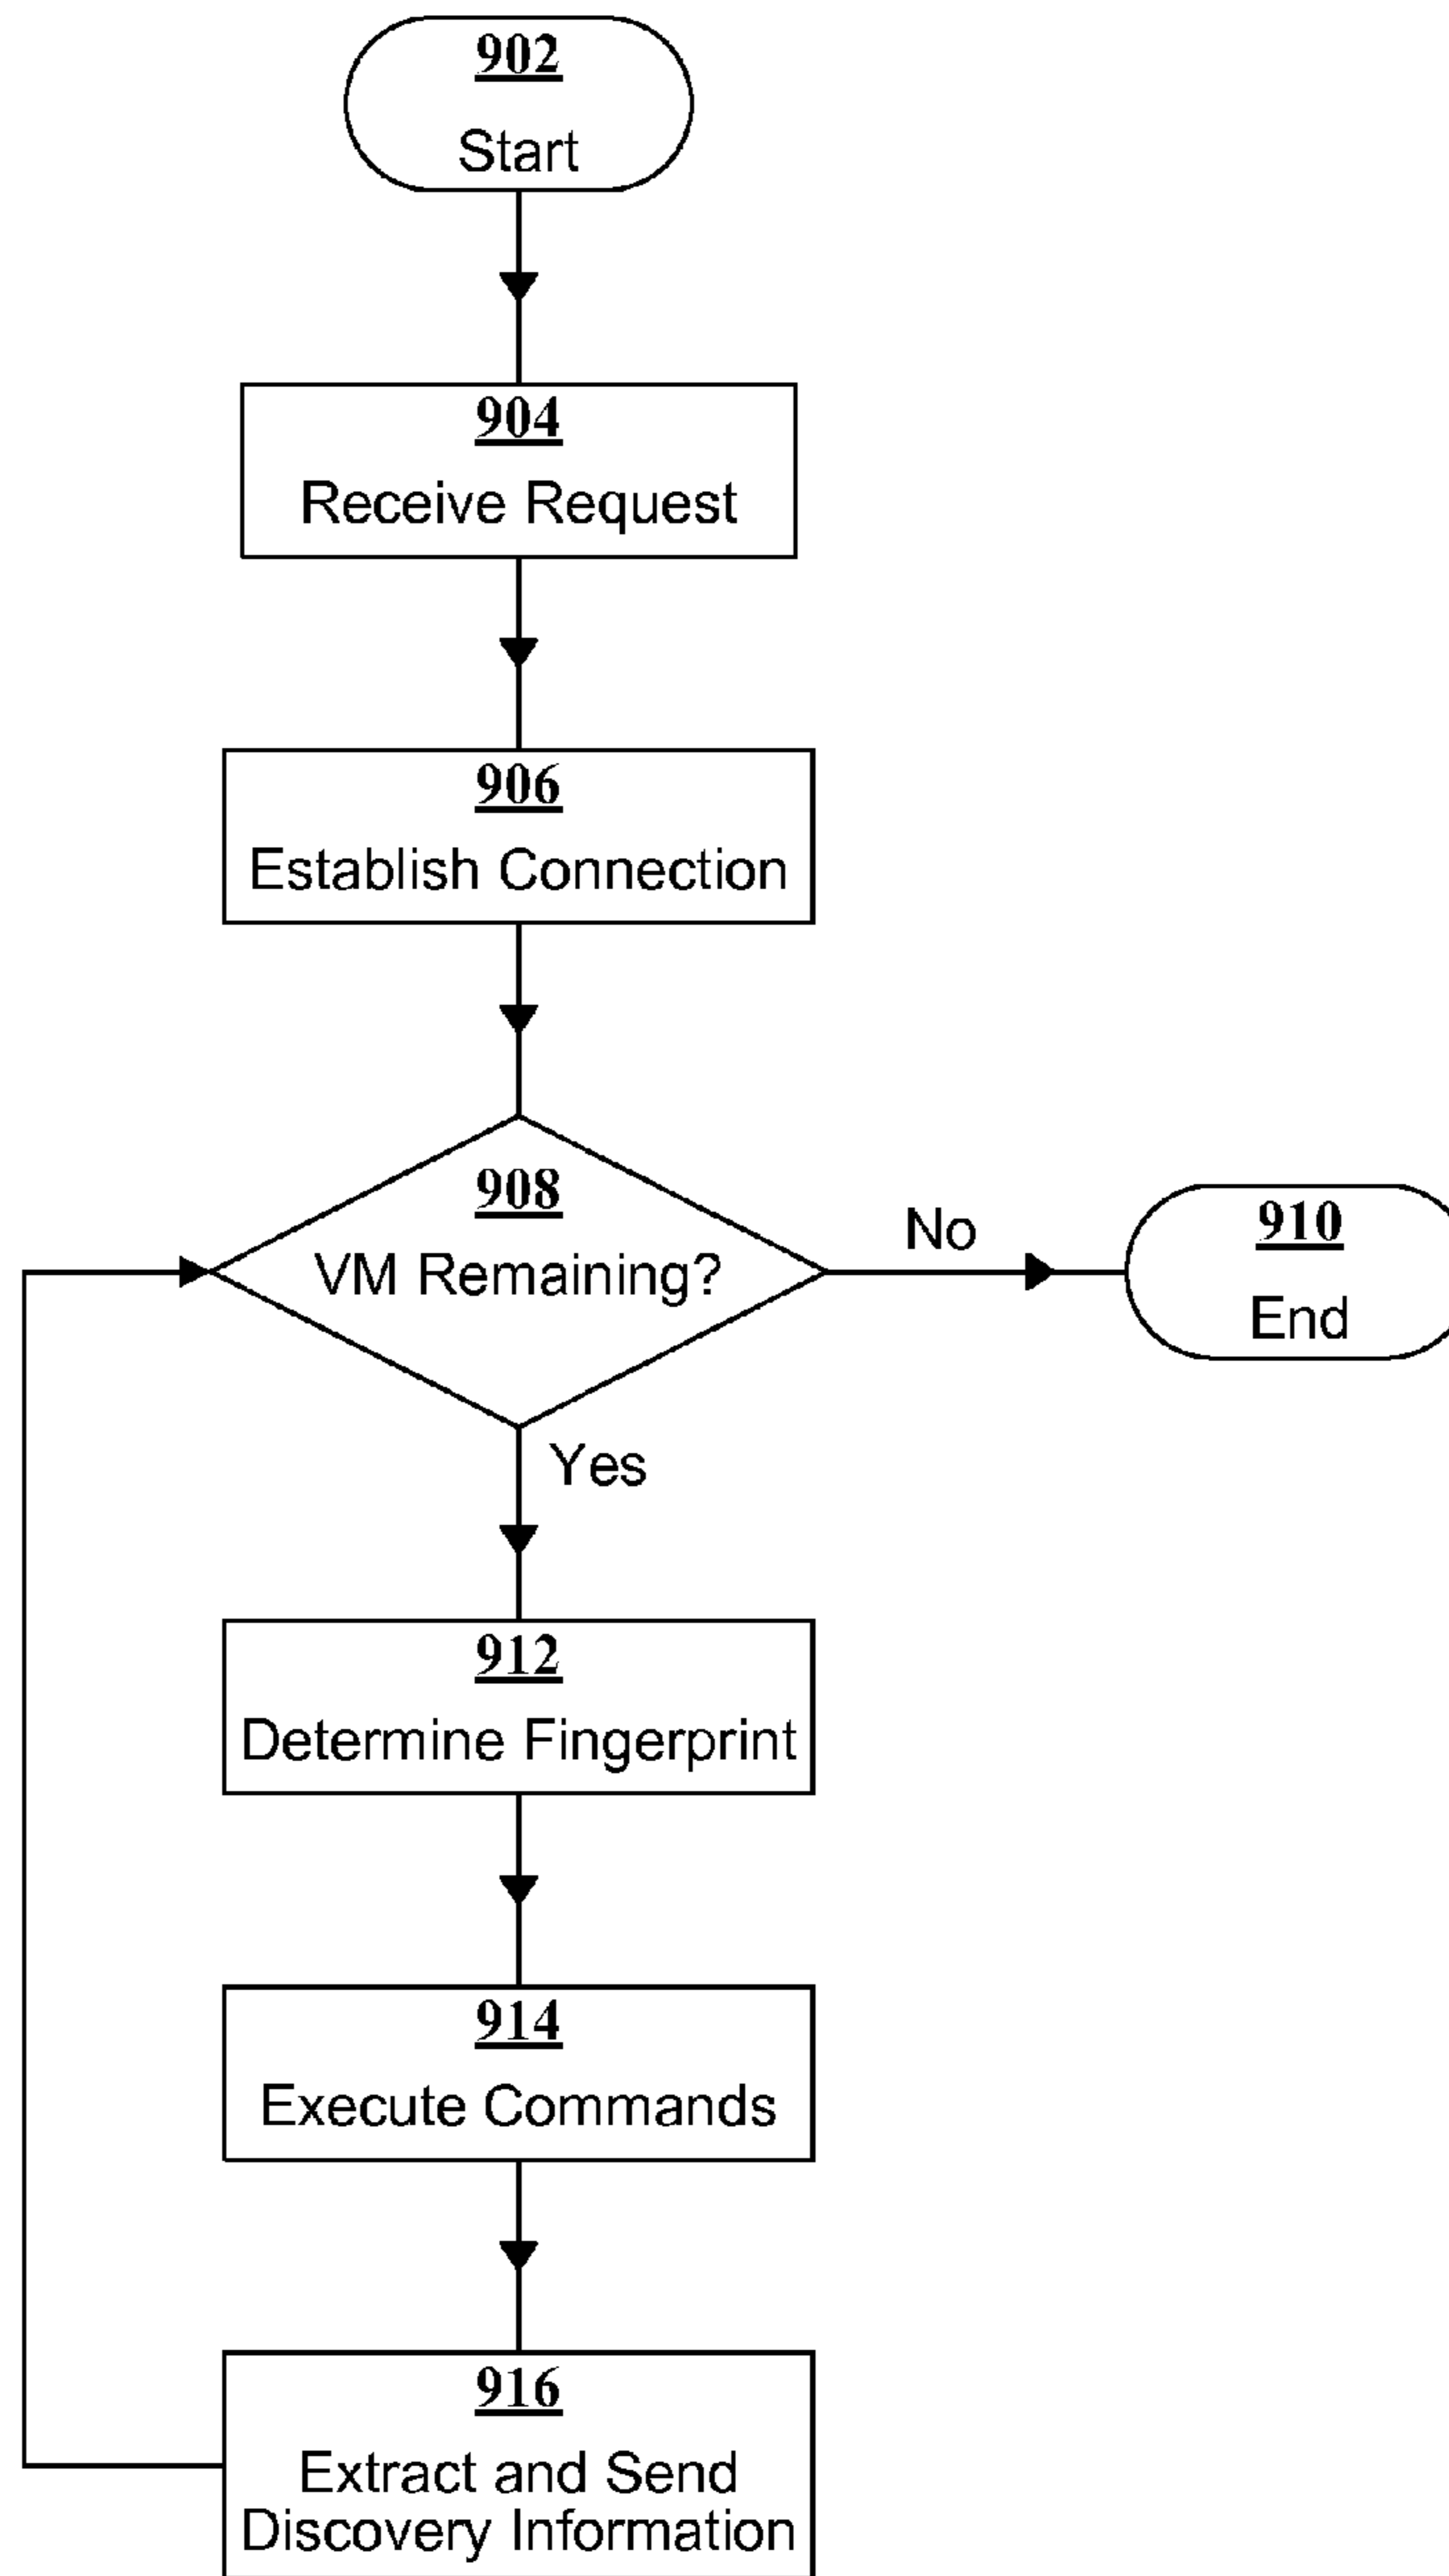 902
Start
904
Receive Request
906
Establish Connection
908
VM Remaining?
No
910
End
Yes
912
Determine Fingerprint
914
Execute Commands
916
Extract and Send
Discovery Information